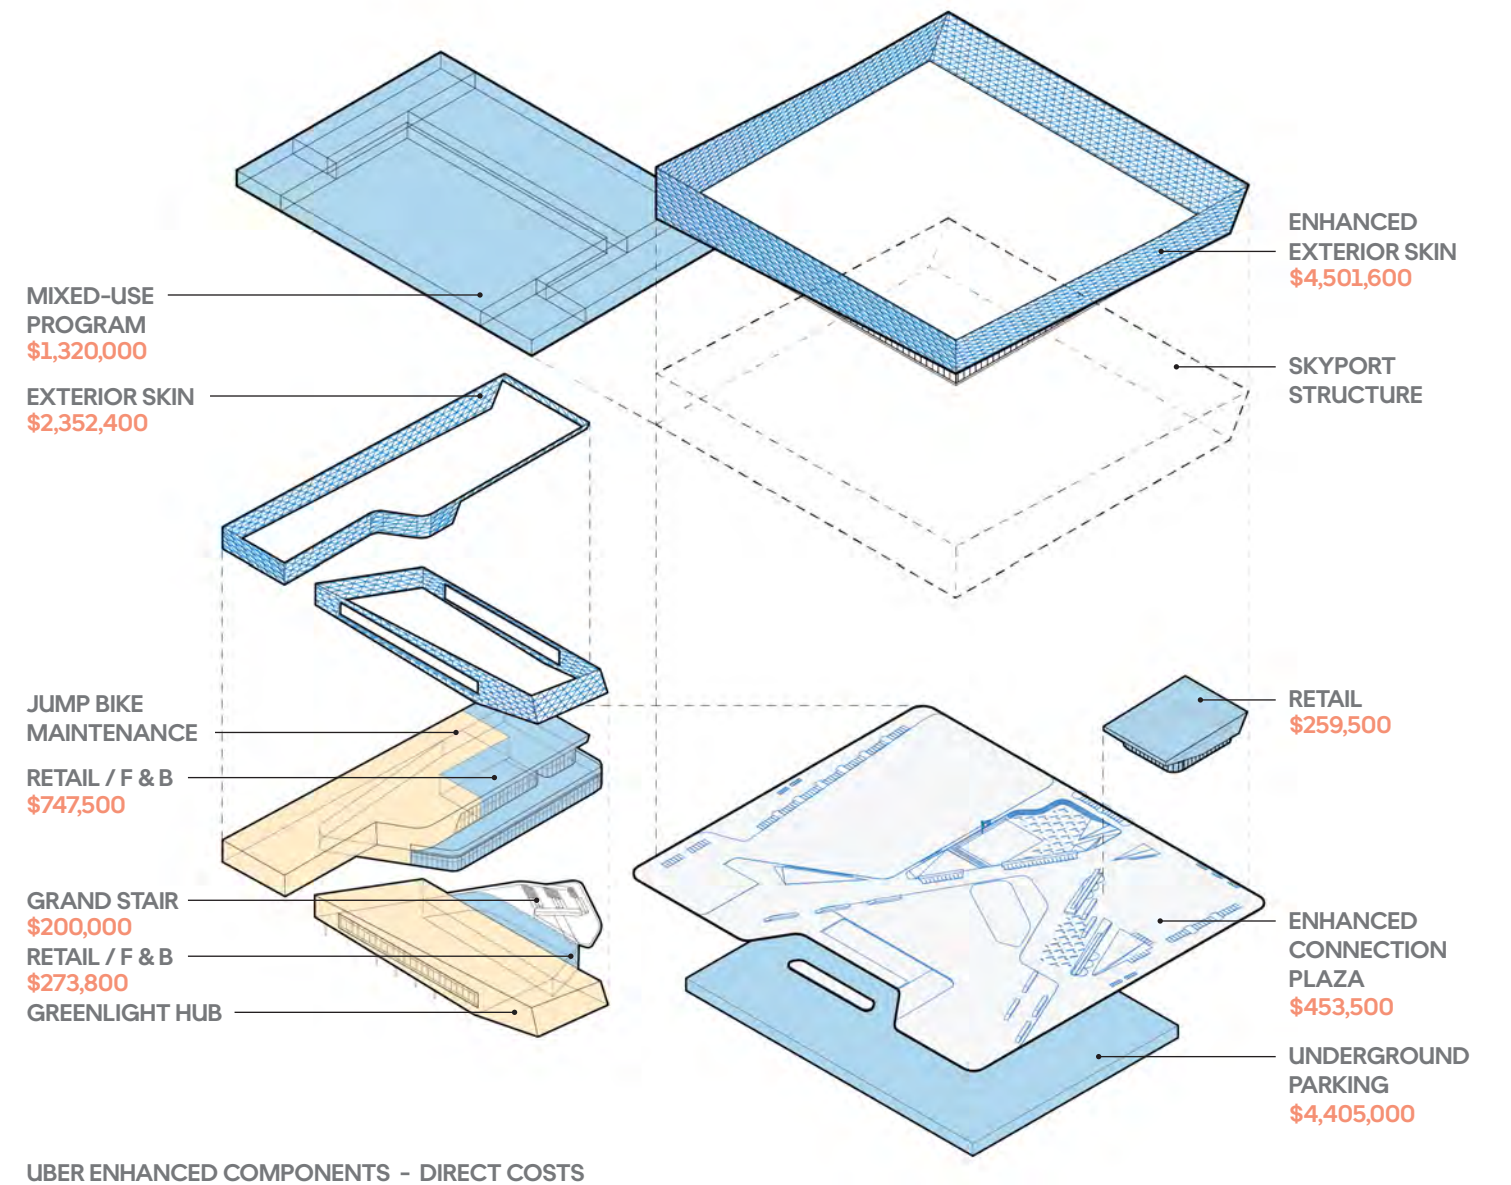 MIXED-USE
PROGRAM
$1,320,000
EXTERIOR SKIN
$2,352,400
JUMP BIKE
MAINTENANCE
RETAIL / F & B
$747,500
GRAND STAIR
$200,000
RETAIL / F & B
$273,800
GREENLIGHT HUB
ENHANCED
EXTERIOR SKIN
$4,501,600
SKYPORT
STRUCTURE
RETAIL
$259,500
ENHANCED
CONNECTION
PLAZA
$453,500
UNDERGROUND
PARKING
$4,405,000
UBER ENHANCED COMPONENTS - DIRECT COSTS